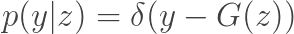 p(y|z) = δ(y − G(z))